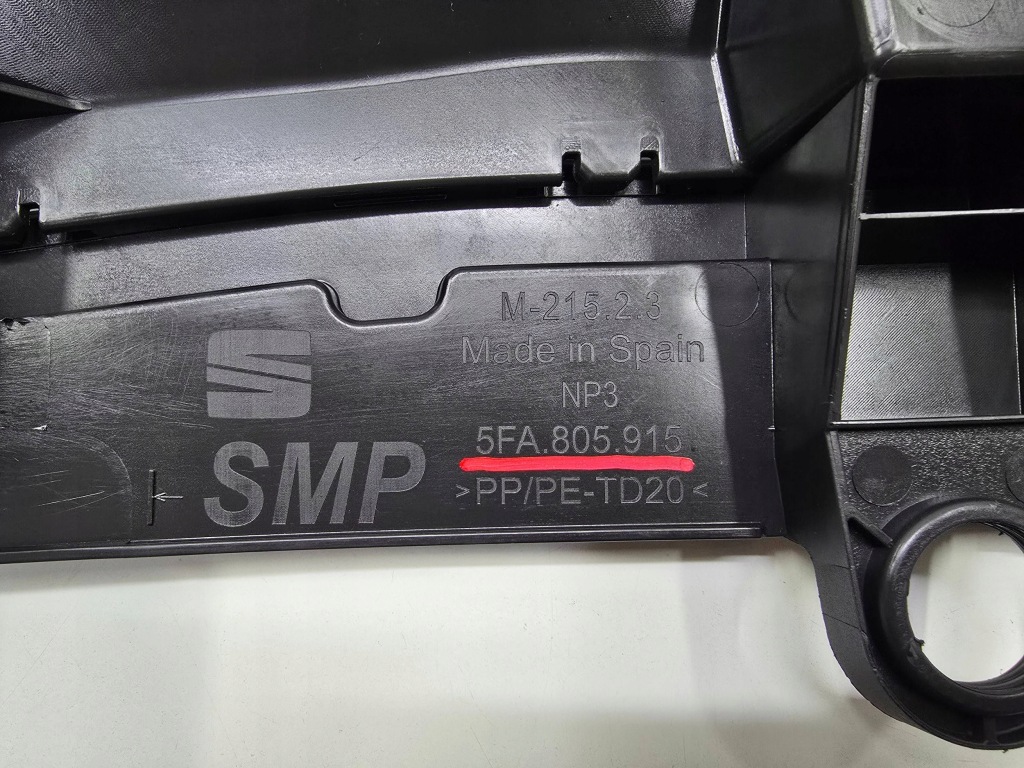 M-215.2.3
Made in Spain
NP3
5FA.805.915
SMP
>PP/PE-TD20<